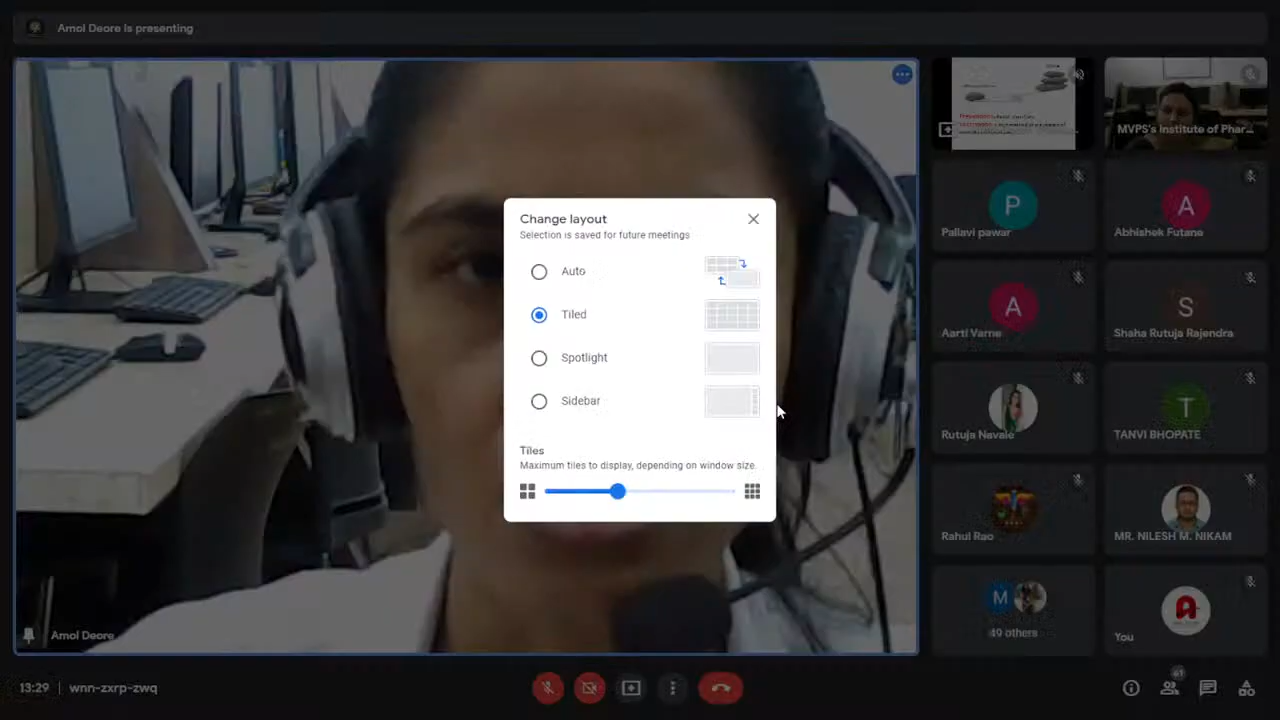 Amol Deore is presenting
Change layout
Selection is saved for future meetings
Auto
Tiled
Spotlight
Sidebar
Tiles
Maximum tiles to display, depending on window size.
Amol Deore
MVPS's Institute of Phar...
P
Pallavi pawar
A
Abhishek Futane
A
Aarti Varne
S
Shaha Rutuja Rajendra
Rutuja Navale
T
TANVI BHOPATE
Rahul Rao
MR. NILESH M. NIKAM
M
49 others
You
13:29 | wnn-zxrp-zwq
61